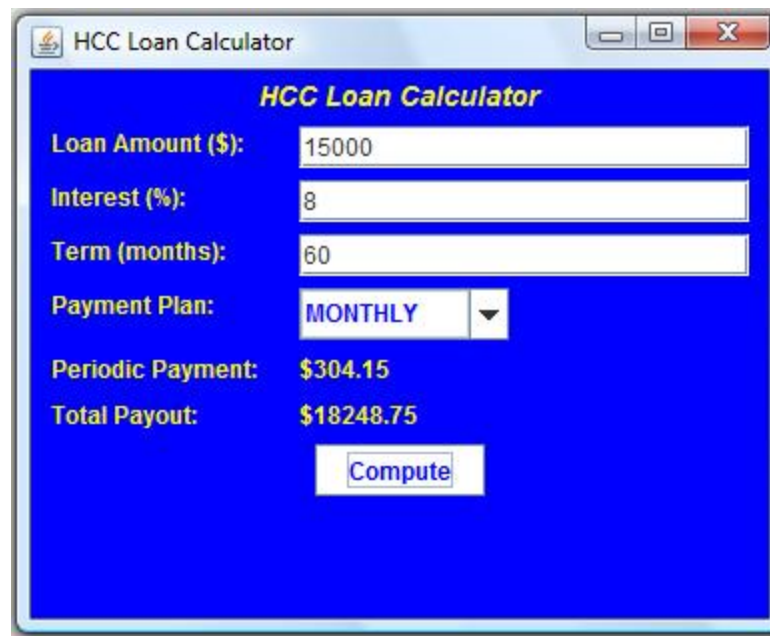 HCC Loan Calculator
HCC Loan Calculator
Loan Amount ($): 15000
Interest (%): 8
Term (months): 60
Payment Plan: MONTHLY
Periodic Payment: $304.15
Total Payout: $18248.75
Compute